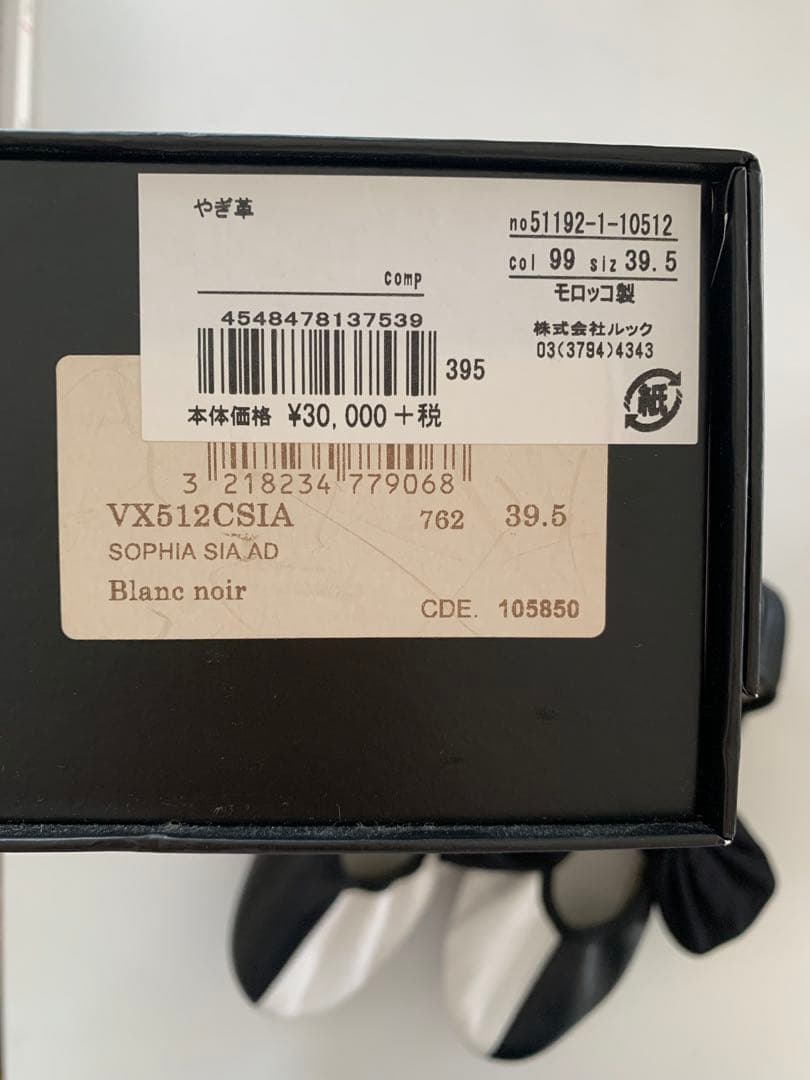 やぎ革
no51192-1-10512
col 99 siz 39.5
comp
モロッコ製
4548478137539
株式会社ルック
03(3794)4343
395
本体価格 ¥30,000+税
紙
3 218234 779068
VX512CSIA 762 39.5
SOPHIA SIA AD
Blanc noir
CDE. 105850